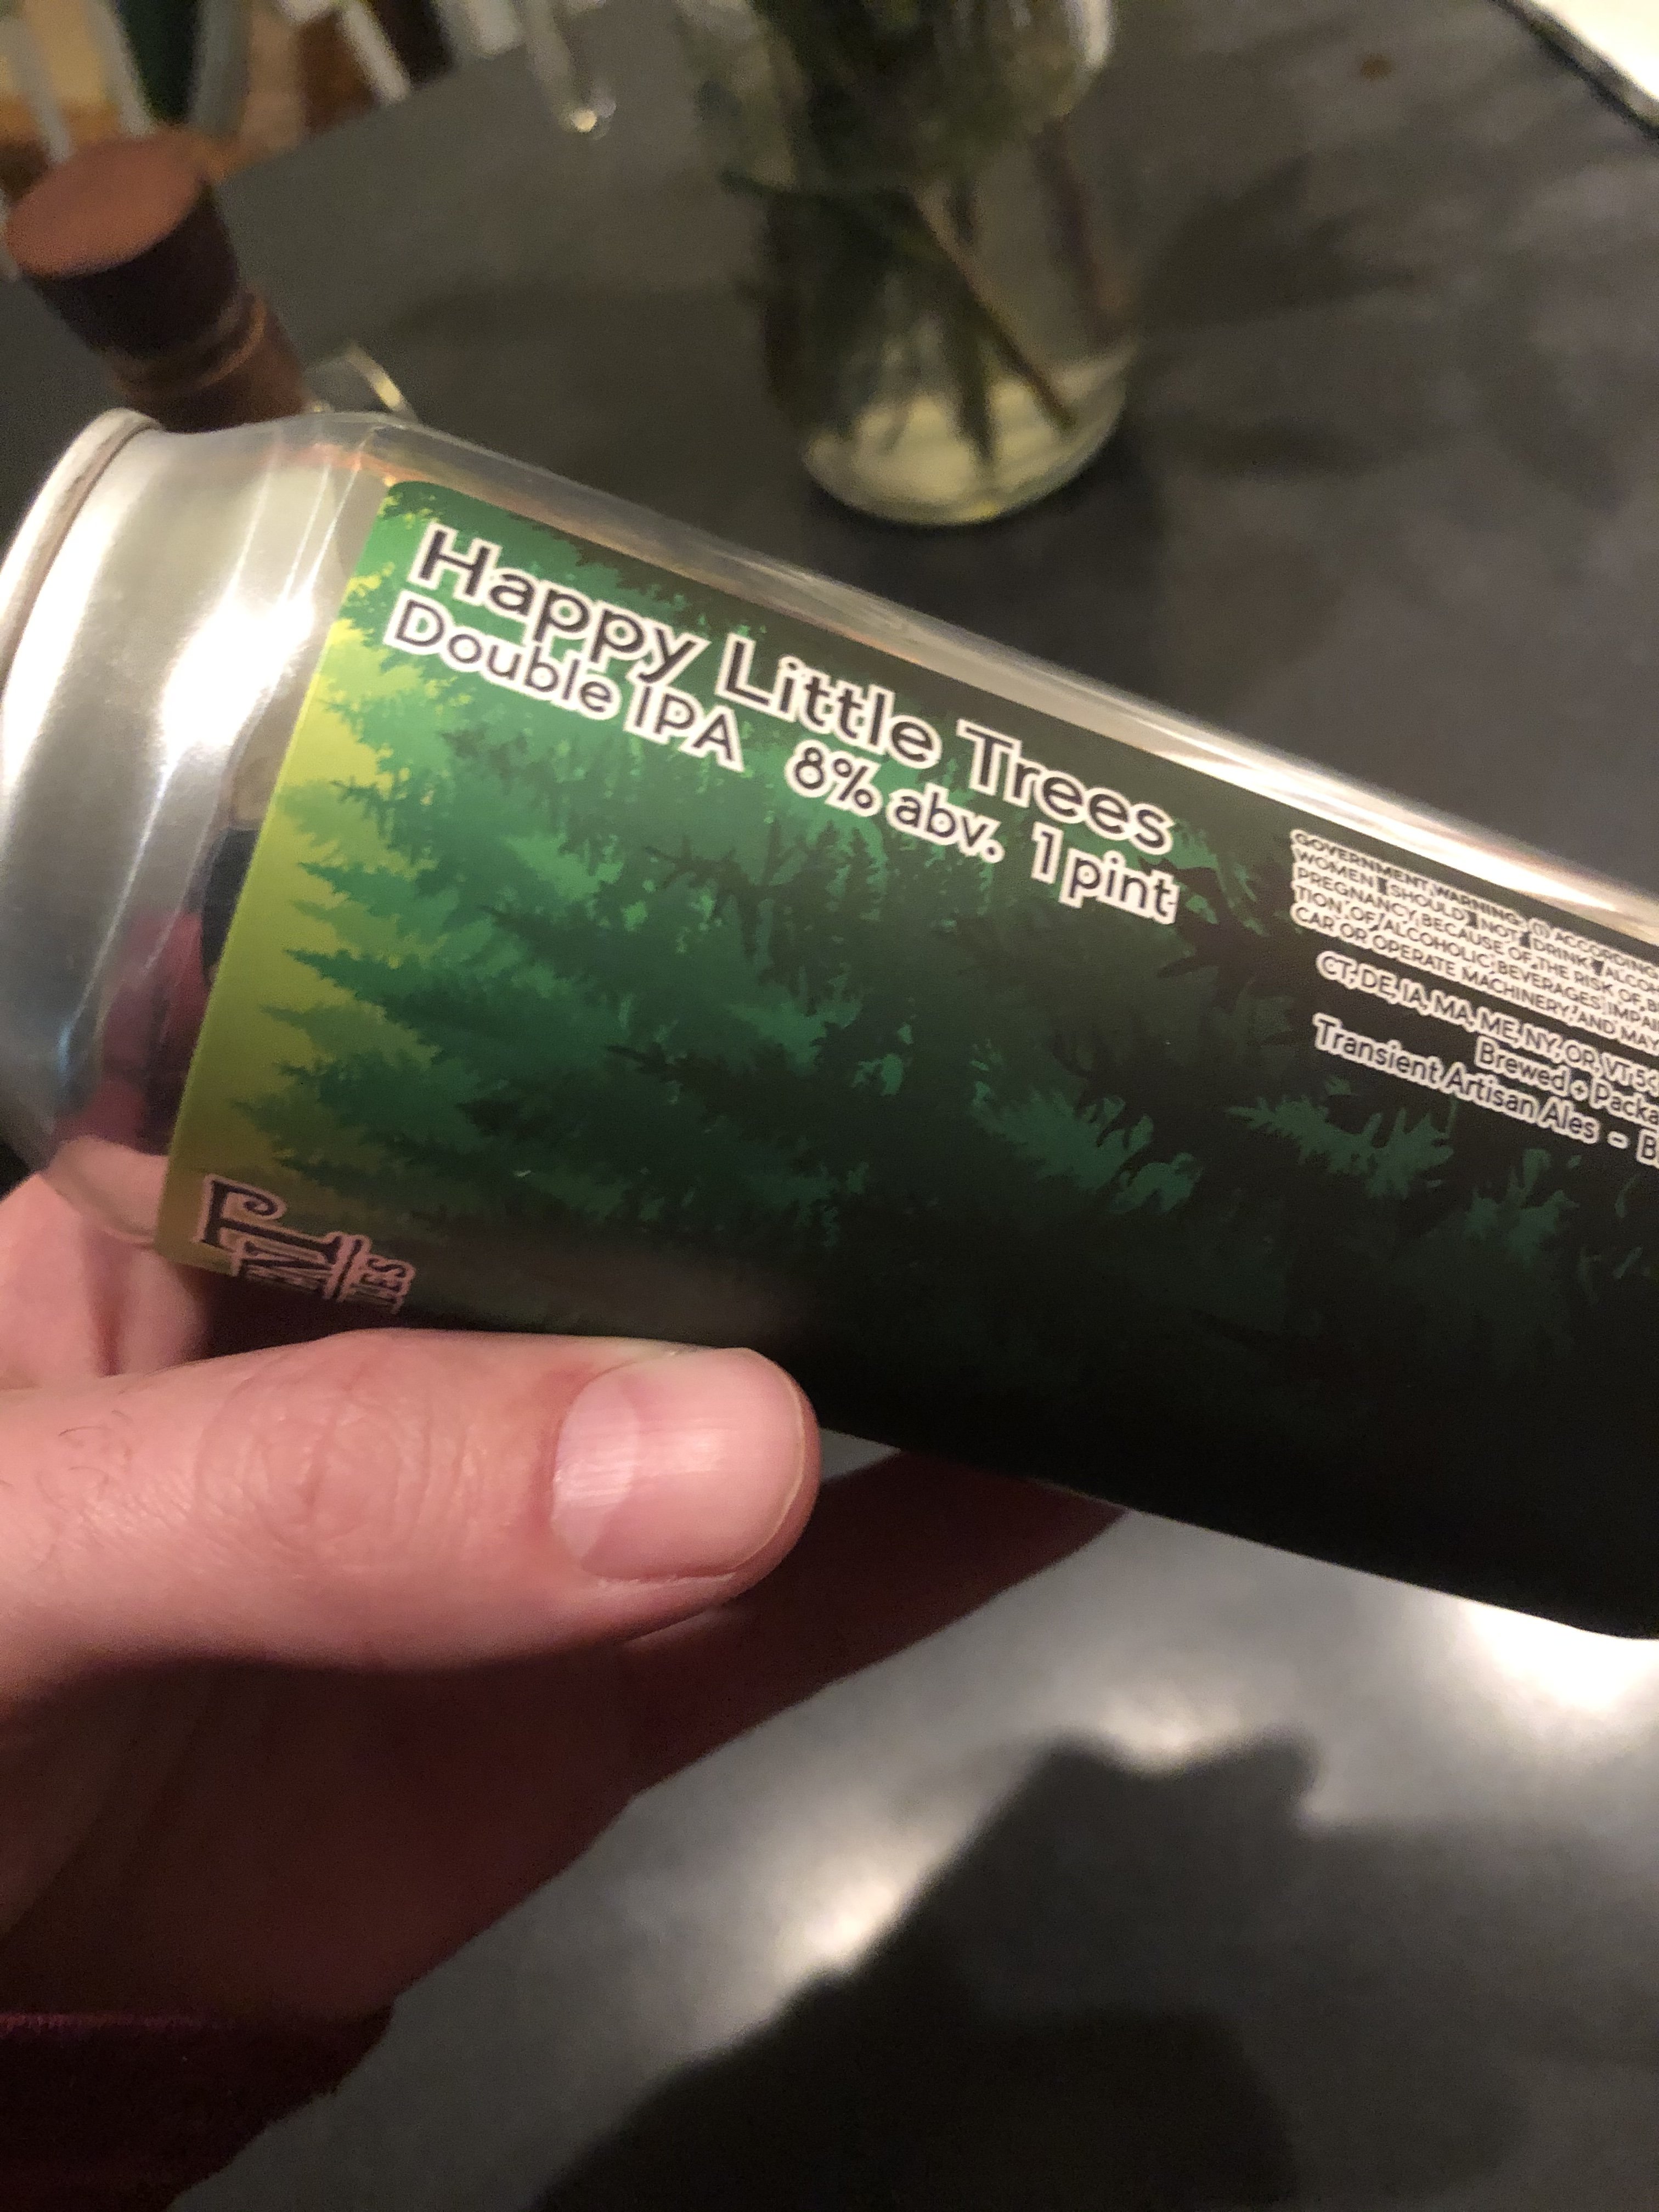 Happy Little Trees
Double IPA 8% abv. 1 pint
GOVERNMENT WARNING: (1) ACCORDING
WOMEN SHOULD NOT DRINK ALCOH
PREGNANCY BECAUSE OF THE RISK OF B
TION OF ALCOHOLIC BEVERAGES IMPAI
CAR OR OPERATE MACHINERY, AND MAY
CT, DE, IA, MA, ME, NY, OR, VT 5¢
Brewed + Packa
Transient Artisan Ales - B